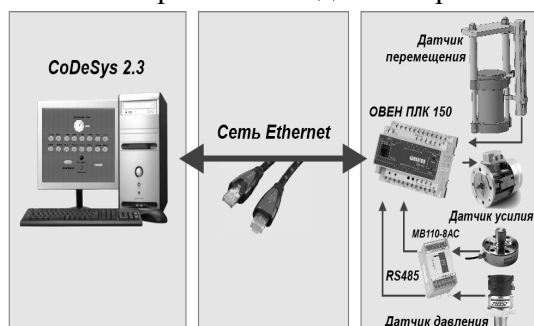 CoDeSys 2.3
Сеть Ethernet
Датчик
перемещения
ОВЕН ПЛК 150
Датчик усилия
МВ110-8АС
RS485
Датчик давления